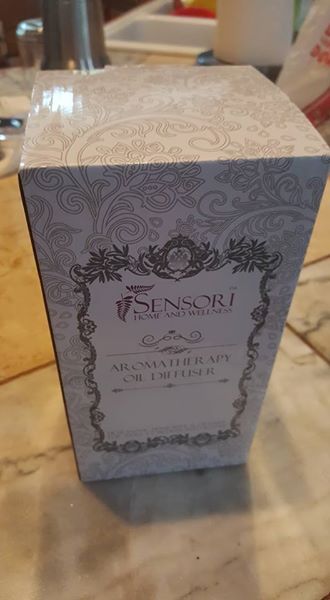 SENSORI
HOME AND WELLNESS
AROMATHERAPY
OIL DIFFUSER